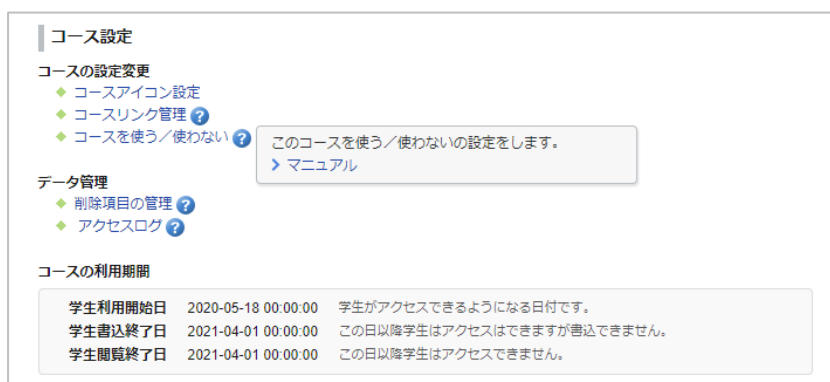 コース設定
コースの設定変更
コースアイコン設定
コースリンク管理 ?
コースを使う／使わない ?
このコースを使う／使わないの設定をします。
> マニュアル
データ管理
削除項目の管理 ?
アクセスログ ?
コースの利用期間
学生利用開始日 2020-05-18 00:00:00 学生がアクセスできるようになる日付です。
学生書込終了日 2021-04-01 00:00:00 この日以降学生はアクセスはできますが書込できません。
学生閲覧終了日 2021-04-01 00:00:00 この日以降学生はアクセスできません。